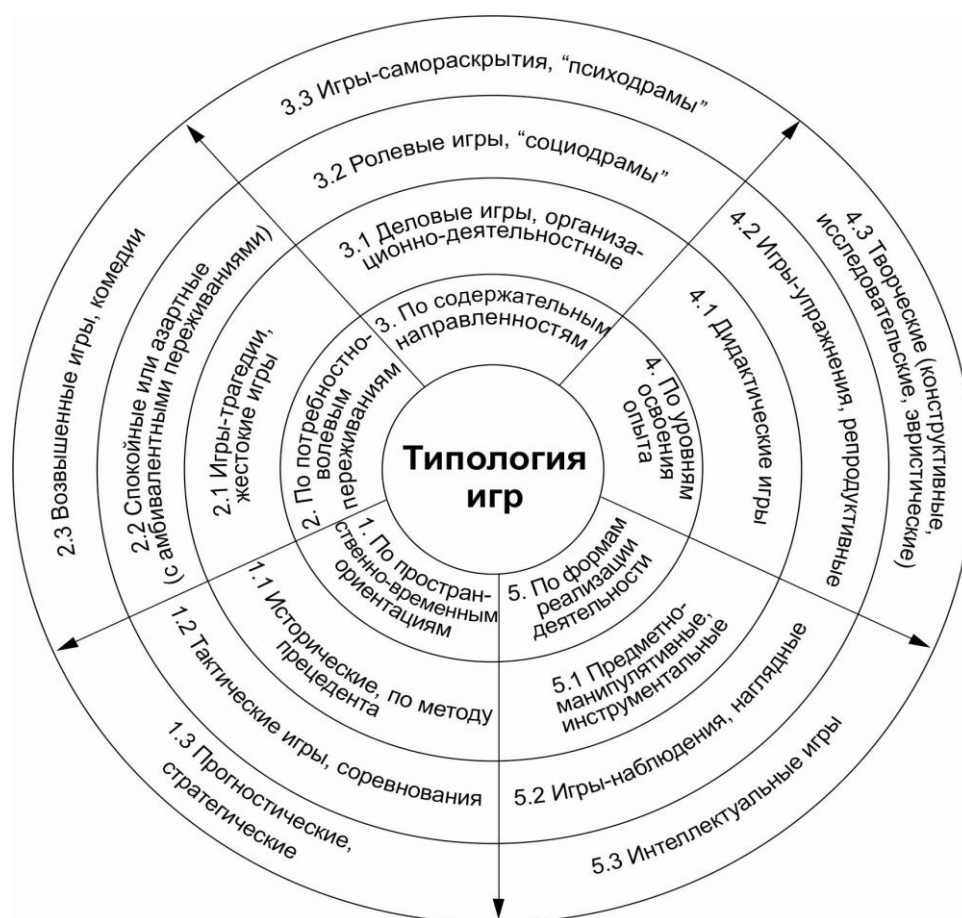 Типология
игр
1. По простран-
ственно-временным
ориентациям
1.1 Исторические, по методу
прецедента
1.2 Тактические игры, соревнования
1.3 Прогностические,
стратегические
2. По потребностно-
волевым
переживаниям
2.1 Игры-трагедии,
жестокие игры
2.2 Спокойные или азартные
(с амбивалентными переживаниями)
2.3 Возвышенные игры, комедии
3. По содержательным
направленностям
3.1 Деловые игры, организа-
ционно-деятельностные
3.2 Ролевые игры, “социодрамы”
3.3 Игры-самораскрытия, “психодрамы”
4. По уровням
освоения
опыта
4.1 Дидактические игры
4.2 Игры-упражнения, репродуктивные
4.3 Творческие (конструктивные,
исследовательские, эвристические)
5. По формам
реализации
деятельности
5.1 Предметно-
манипулятивные,
инструментальные
5.2 Игры-наблюдения, наглядные
5.3 Интеллектуальные игры